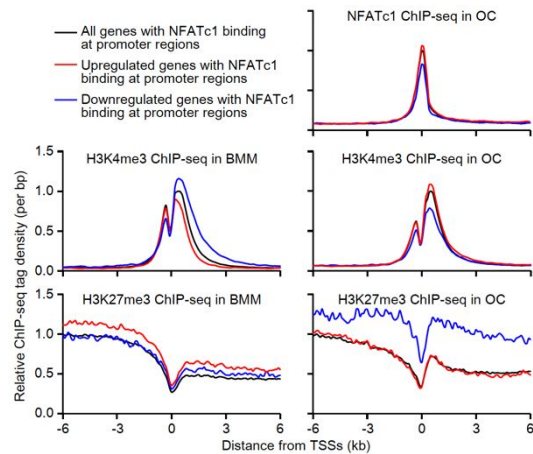 NFATc1 ChIP-seq in OC
All genes with NFATc1 binding
at promoter regions
Upregulated genes with NFATc1
binding at promoter regions
Downregulated genes with NFATc1
binding at promoter regions
Relative ChIP-seq tag density (per bp)
H3K4me3 ChIP-seq in BMM
1.5
1.0
0.5
0.0
H3K4me3 ChIP-seq in OC
H3K27me3 ChIP-seq in BMM
1.5
1.0
0.5
0.0
-6 -3 0 3 6
H3K27me3 ChIP-seq in OC
-6 -3 0 3 6
Distance from TSSs (kb)